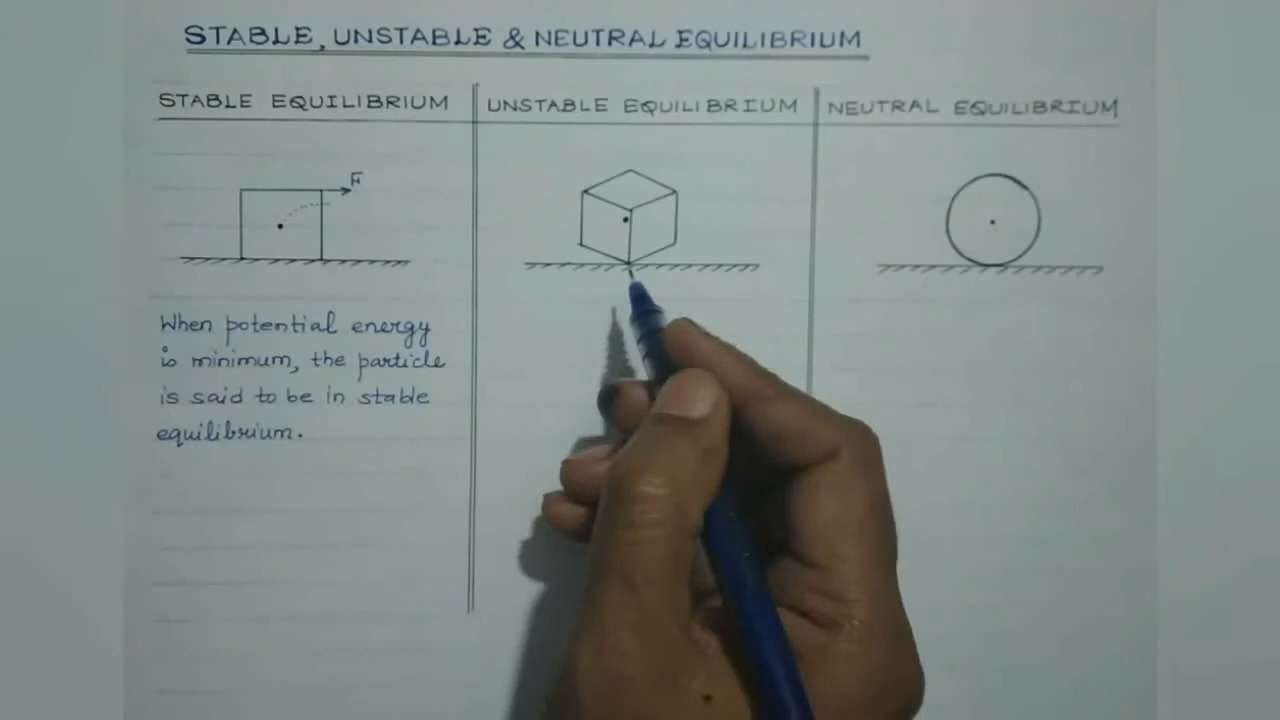 STABLE, UNSTABLE & NEUTRAL EQUILIBRIUM
STABLE EQUILIBRIUM
UNSTABLE EQUILIBRIUM
NEUTRAL EQUILIBRIUM
F
When potential energy
is minimum, the particle
is said to be in stable
equilibrium.